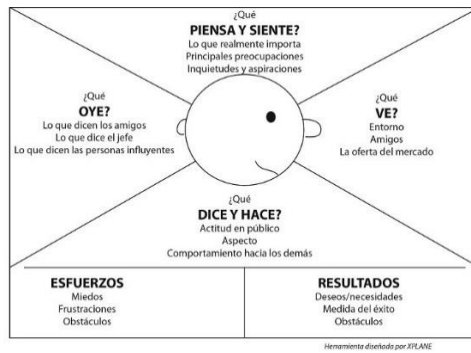 ¿Qué
PIENSA Y SIENTE?
Lo que realmente importa
Principales preocupaciones
Inquietudes y aspiraciones
¿Qué
OYE?
Lo que dicen los amigos
Lo que dice el jefe
Lo que dicen las personas influyentes
¿Qué
VE?
Entorno
Amigos
La oferta del mercado
¿Qué
DICE Y HACE?
Actitud en público
Aspecto
Comportamiento hacia los demás
ESFUERZOS
Miedos
Frustraciones
Obstáculos
RESULTADOS
Deseos/necesidades
Medida del éxito
Obstáculos
Herramienta diseñada por XPLANE